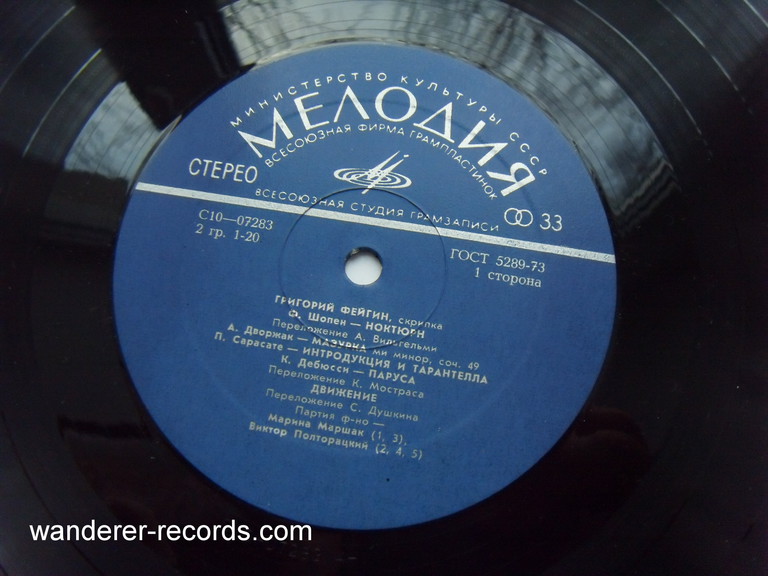 МИНИСТЕРСТВО КУЛЬТУРЫ СССР
МЕЛОДИЯ
ВСЕСОЮЗНАЯ ФИРМА ГРАМПЛАСТИНОК
СТЕРЕО
ВСЕСОЮЗНАЯ СТУДИЯ ГРАМЗАПИСИ
33
С10—07283
2 гр. 1-20
ГОСТ 5289-73
1 сторона
ГРИГОРИЙ ФЕЙГИН, скрипка
Ф. Шопен — НОКТЮРН
Переложение А. Вильгельми
А. Дворжак — МАЗУРКА ми минор, соч. 49
П. Сарасате — ИНТРОДУКЦИЯ И ТАРАНТЕЛЛА
К. Дебюсси — ПАРУСА
Переложение К. Мостраса
ДВИЖЕНИЕ
Переложение С. Душкина
Партия ф-но —
Марина Маршак (1, 3),
Виктор Полторацкий (2, 4, 5)
wanderer-records.com